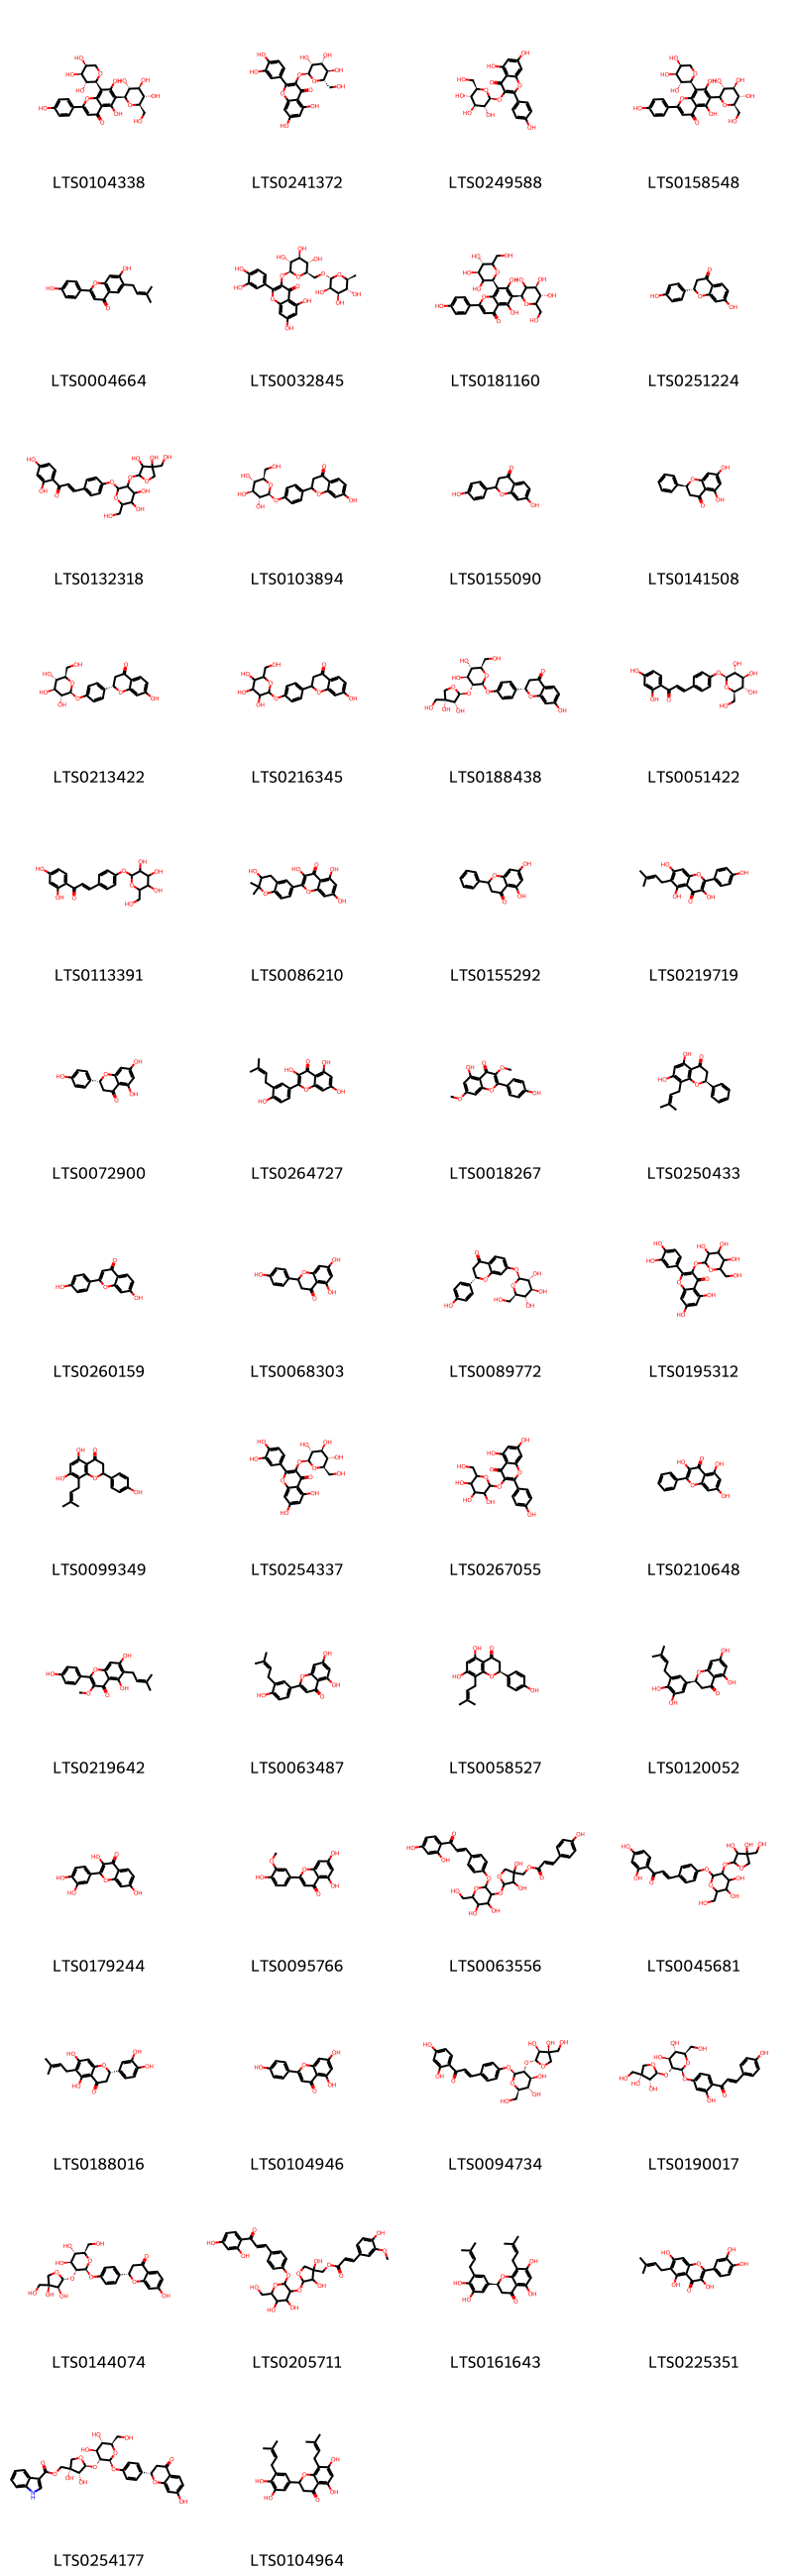 LTS0104338 LTS0241372 LTS0249588 LTS0158548
LTS0004664 LTS0032845 LTS0181160 LTS0251224
LTS0132318 LTS0103894 LTS0155090 LTS0141508
LTS0213422 LTS0216345 LTS0188438 LTS0051422
LTS0113391 LTS0086210 LTS0155292 LTS0219719
LTS0072900 LTS0264727 LTS0018267 LTS0250433
LTS0260159 LTS0068303 LTS0089772 LTS0195312
LTS0099349 LTS0254337 LTS0267055 LTS0210648
LTS0219642 LTS0063487 LTS0058527 LTS0120052
LTS0179244 LTS0095766 LTS0063556 LTS0045681
LTS0188016 LTS0104946 LTS0094734 LTS0190017
LTS0144074 LTS0205711 LTS0161643 LTS0225351
LTS0254177 LTS0104964